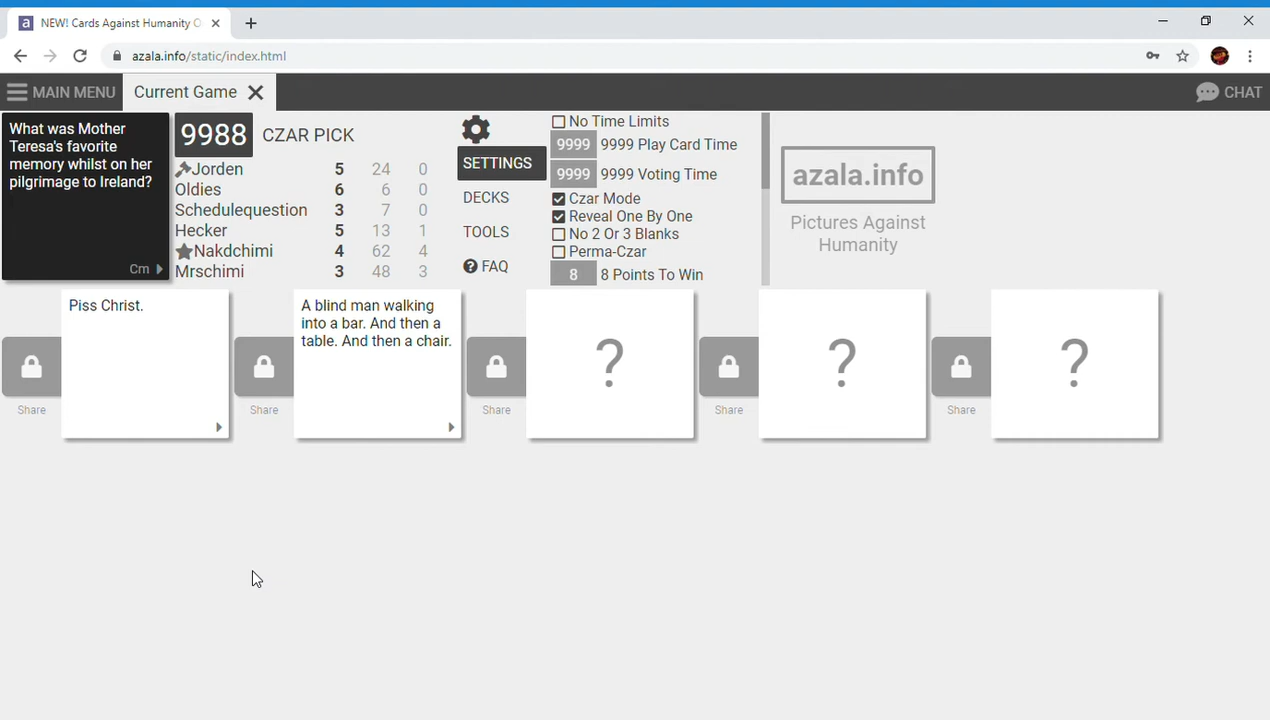 NEW! Cards Against Humanity O
azala.info/static/index.html
MAIN MENU
Current Game
CHAT
What was Mother
Teresa's favorite
memory whilst on her
pilgrimage to Ireland?
Cm
9988 CZAR PICK
Jorden 5 24 0
Oldies 6 6 0
Schedulequestion 3 7 0
Hecker 5 13 1
Nakdchimi 4 62 4
Mrschimi 3 48 3
SETTINGS
DECKS
TOOLS
FAQ
No Time Limits
9999 9999 Play Card Time
9999 9999 Voting Time
Czar Mode
Reveal One By One
No 2 Or 3 Blanks
Perma-Czar
8 8 Points To Win
azala.info
Pictures Against
Humanity
Share
Piss Christ.
Share
A blind man walking
into a bar. And then a
table. And then a chair.
Share
?
Share
?
Share
?